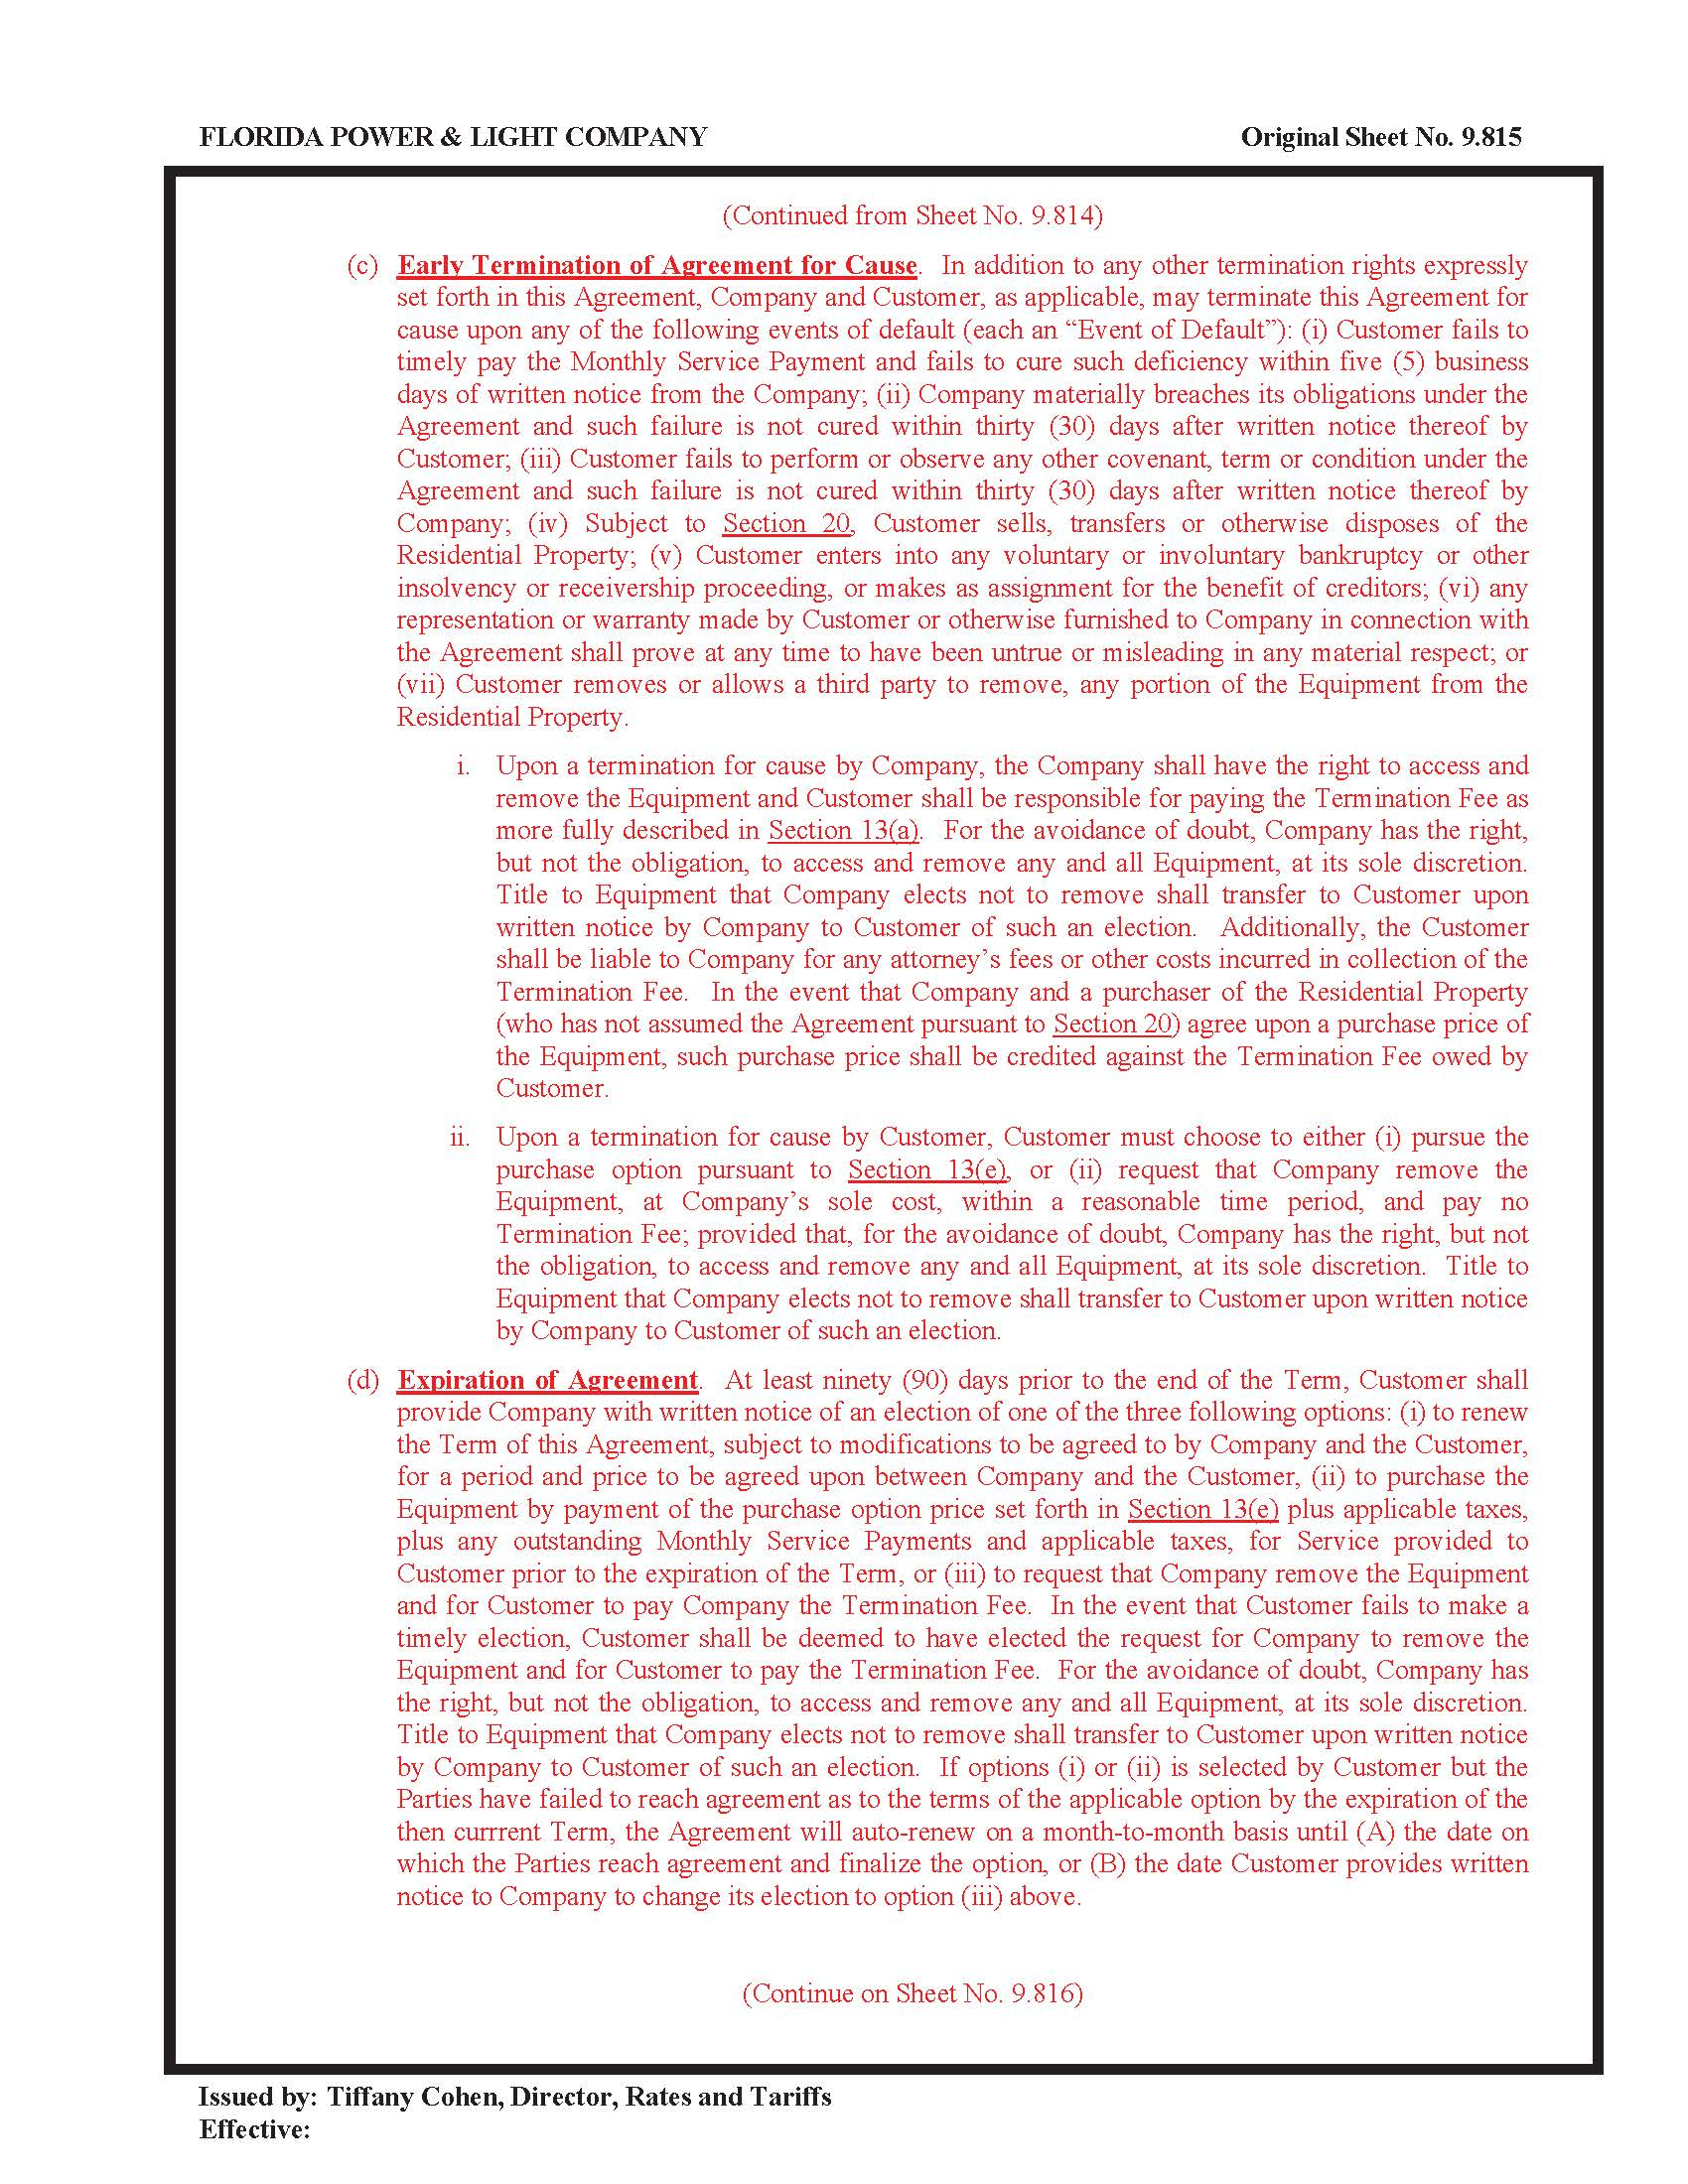 FLORIDA POWER & LIGHT COMPANY Original Sheet No. 9.815
(Continued from Sheet No. 9.814)
(c) Early Termination of Agreement for Cause. In addition to any other termination rights expressly
set forth in this Agreement, Company and Customer, as applicable, may terminate this Agreement for
cause upon any of the following events of default (each an “Event of Default”): (i) Customer fails to
timely pay the Monthly Service Payment and fails to cure such deficiency within five (5) business
days of written notice from the Company; (ii) Company materially breaches its obligations under the
Agreement and such failure is not cured within thirty (30) days after written notice thereof by
Customer; (iii) Customer fails to perform or observe any other covenant, term or condition under the
Agreement and such failure is not cured within thirty (30) days after written notice thereof by
Company; (iv) Subject to Section 20, Customer sells, transfers or otherwise disposes of the
Residential Property; (v) Customer enters into any voluntary or involuntary bankruptcy or other
insolvency or receivership proceeding, or makes as assignment for the benefit of creditors; (vi) any
representation or warranty made by Customer or otherwise furnished to Company in connection with
the Agreement shall prove at any time to have been untrue or misleading in any material respect; or
(vii) Customer removes or allows a third party to remove, any portion of the Equipment from the
Residential Property.
i. Upon a termination for cause by Company, the Company shall have the right to access and
remove the Equipment and Customer shall be responsible for paying the Termination Fee as
more fully described in Section 13(a). For the avoidance of doubt, Company has the right,
but not the obligation, to access and remove any and all Equipment, at its sole discretion.
Title to Equipment that Company elects not to remove shall transfer to Customer upon
written notice by Company to Customer of such an election. Additionally, the Customer
shall be liable to Company for any attorney’s fees or other costs incurred in collection of the
Termination Fee. In the event that Company and a purchaser of the Residential Property
(who has not assumed the Agreement pursuant to Section 20) agree upon a purchase price of
the Equipment, such purchase price shall be credited against the Termination Fee owed by
Customer.
ii. Upon a termination for cause by Customer, Customer must choose to either (i) pursue the
purchase option pursuant to Section 13(e), or (ii) request that Company remove the
Equipment, at Company’s sole cost, within a reasonable time period, and pay no
Termination Fee; provided that, for the avoidance of doubt, Company has the right, but not
the obligation, to access and remove any and all Equipment, at its sole discretion. Title to
Equipment that Company elects not to remove shall transfer to Customer upon written notice
by Company to Customer of such an election.
(d) Expiration of Agreement. At least ninety (90) days prior to the end of the Term, Customer shall
provide Company with written notice of an election of one of the three following options: (i) to renew
the Term of this Agreement, subject to modifications to be agreed to by Company and the Customer,
for a period and price to be agreed upon between Company and the Customer, (ii) to purchase the
Equipment by payment of the purchase option price set forth in Section 13(e) plus applicable taxes,
plus any outstanding Monthly Service Payments and applicable taxes, for Service provided to
Customer prior to the expiration of the Term, or (iii) to request that Company remove the Equipment
and for Customer to pay Company the Termination Fee. In the event that Customer fails to make a
timely election, Customer shall be deemed to have elected the request for Company to remove the
Equipment and for Customer to pay the Termination Fee. For the avoidance of doubt, Company has
the right, but not the obligation, to access and remove any and all Equipment, at its sole discretion.
Title to Equipment that Company elects not to remove shall transfer to Customer upon written notice
by Company to Customer of such an election. If options (i) or (ii) is selected by Customer but the
Parties have failed to reach agreement as to the terms of the applicable option by the expiration of the
then currrent Term, the Agreement will auto-renew on a month-to-month basis until (A) the date on
which the Parties reach agreement and finalize the option, or (B) the date Customer provides written
notice to Company to change its election to option (iii) above.
(Continue on Sheet No. 9.816)
Issued by: Tiffany Cohen, Director, Rates and Tariffs
Effective: